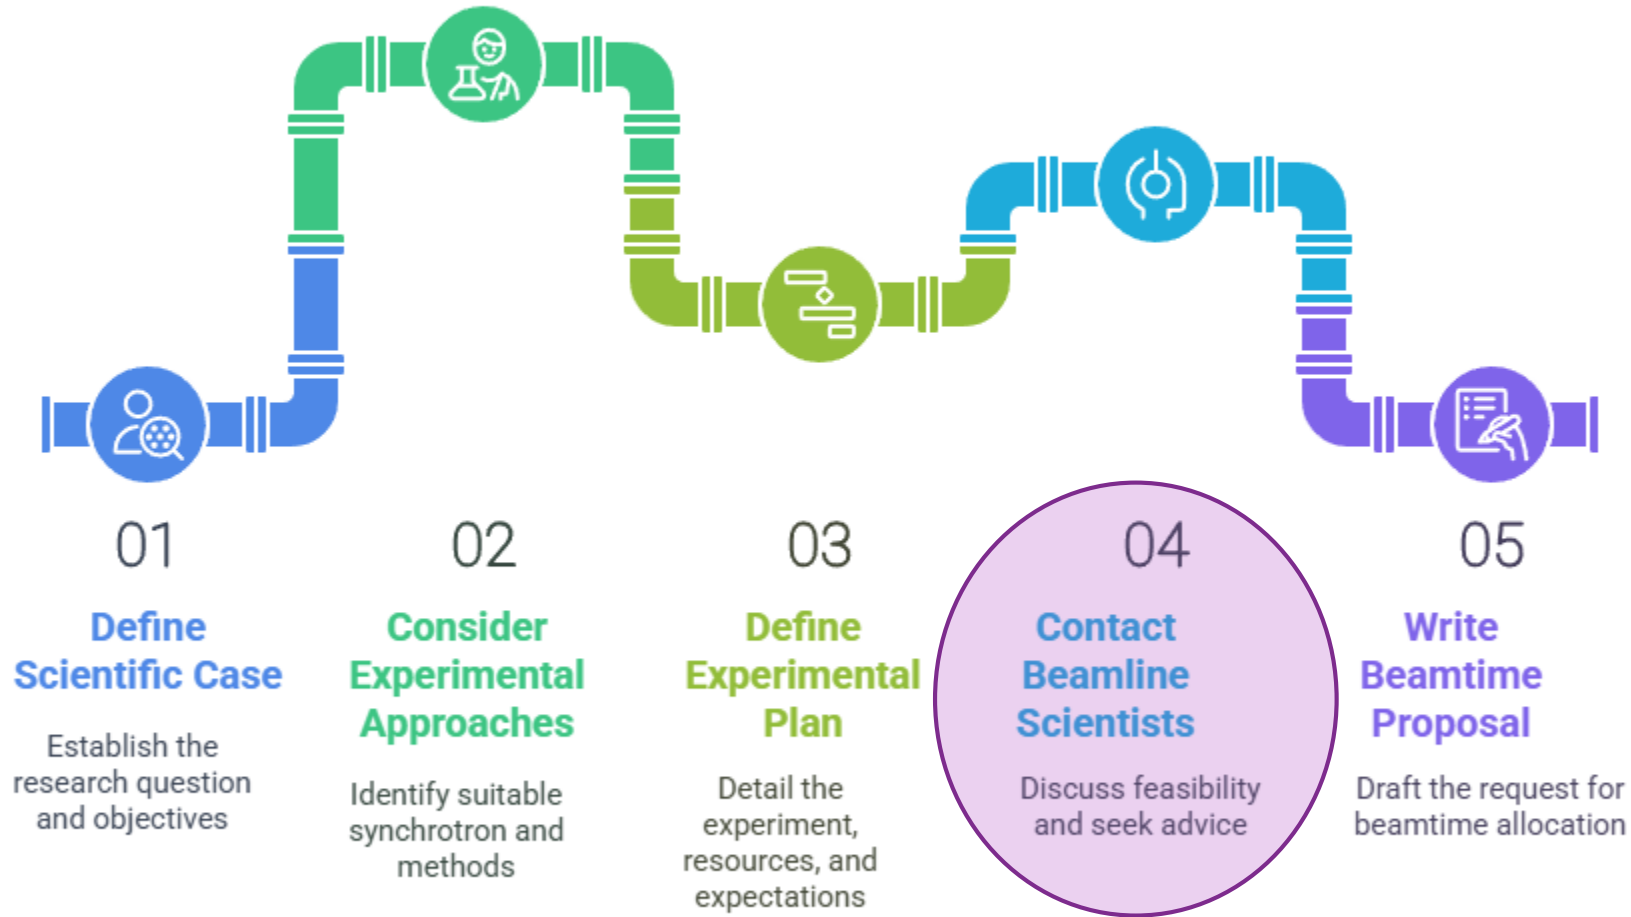 01
Define
Scientific Case
Establish the
research question
and objectives
02
Consider
Experimental
Approaches
Identify suitable
synchrotron and
methods
03
Define
Experimental
Plan
Detail the
experiment,
resources, and
expectations
04
Contact
Beamline
Scientists
Discuss feasibility
and seek advice
05
Write
Beamtime
Proposal
Draft the request for
beamtime allocation